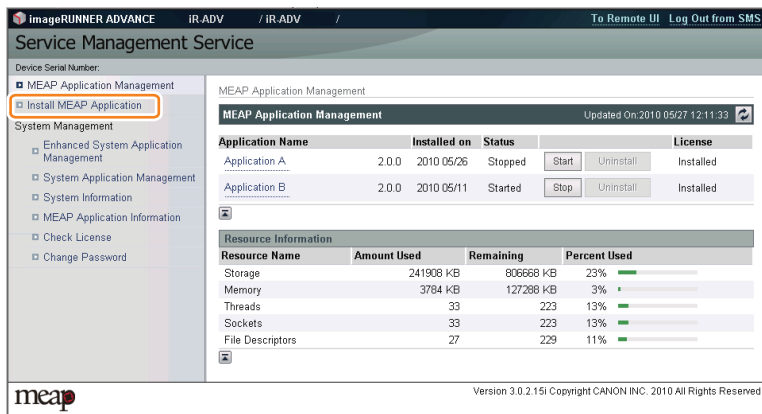 imageRUNNER ADVANCE iR-ADV / iR-ADV / To Remote UI Log Out from SMS
Service Management Service
Device Serial Number:
MEAP Application Management
Install MEAP Application
System Management
Enhanced System Application
Management
System Application Management
System Information
MEAP Application Information
Check License
Change Password
MEAP Application Management
MEAP Application Management Updated On:2010 05/27 12:11:33
Application Name Installed on Status License
Application A 2.0.0 2010 05/26 Stopped Start Uninstall Installed
Application B 2.0.0 2010 05/11 Started Stop Uninstall Installed
Resource Information
Resource Name Amount Used Remaining Percent Used
Storage 241908 KB 806668 KB 23%
Memory 3784 KB 127288 KB 3%
Threads 33 223 13%
Sockets 33 223 13%
File Descriptors 27 229 11%
meap Version 3.0.2.15i Copyright CANON INC. 2010 All Rights Reserved